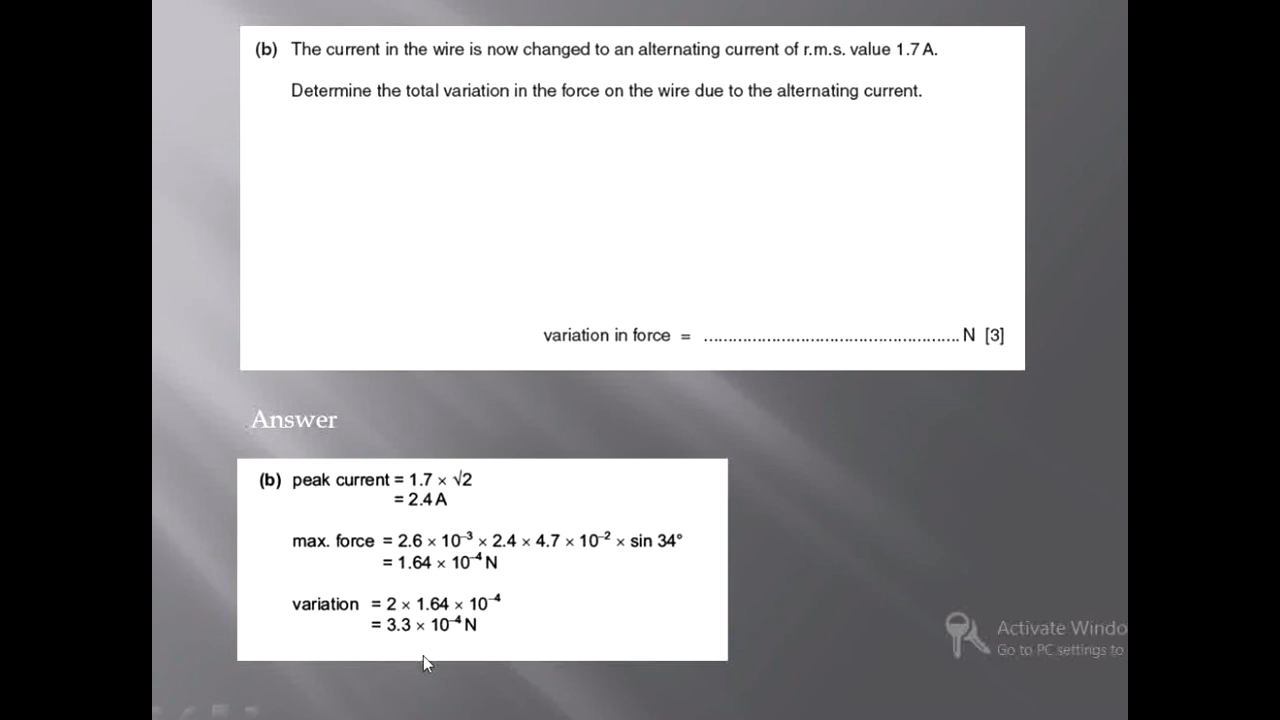 (b) The current in the wire is now changed to an alternating current of r.m.s. value 1.7 A.
Determine the total variation in the force on the wire due to the alternating current.
variation in force = ...................................................... N [3]
Answer
(b) peak current = 1.7 × √2
= 2.4 A
max. force = 2.6 × 10⁻³ × 2.4 × 4.7 × 10⁻² × sin 34°
= 1.64 × 10⁻⁴ N
variation = 2 × 1.64 × 10⁻⁴
= 3.3 × 10⁻⁴ N
Activate Windo
Go to PC settings to